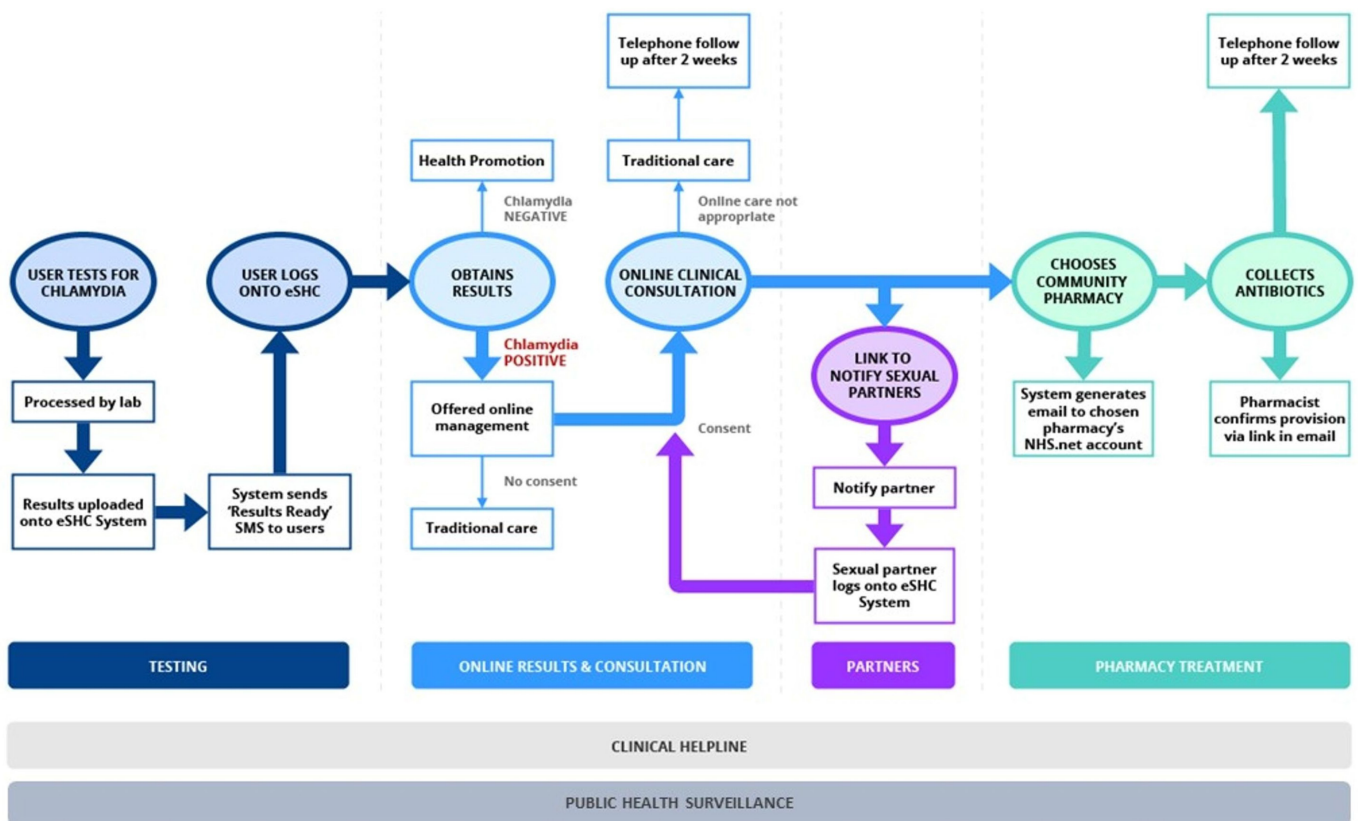 Telephone follow
up after 2 weeks
Telephone follow
up after 2 weeks
Health Promotion
Traditional care
Chlamydia
NEGATIVE
Online care not
appropriate
USER TESTS FOR
CHLAMYDIA
USER LOGS
ONTO eSHC
OBTAINS
RESULTS
ONLINE CLINICAL
CONSULTATION
CHOOSES
COMMUNITY
PHARMACY
COLLECTS
ANTIBIOTICS
Chlamydia
POSITIVE
LINK TO
NOTIFY SEXUAL
PARTNERS
Processed by lab
Offered online
management
Consent
System generates
email to chosen
pharmacy's
NHS.net account
Pharmacist
confirms provision
via link in email
No consent
Notify partner
Results uploaded
onto eSHC System
System sends
‘Results Ready’
SMS to users
Traditional care
Sexual partner
logs onto eSHC
System
TESTING
ONLINE RESULTS & CONSULTATION
PARTNERS
PHARMACY TREATMENT
CLINICAL HELPLINE
PUBLIC HEALTH SURVEILLANCE